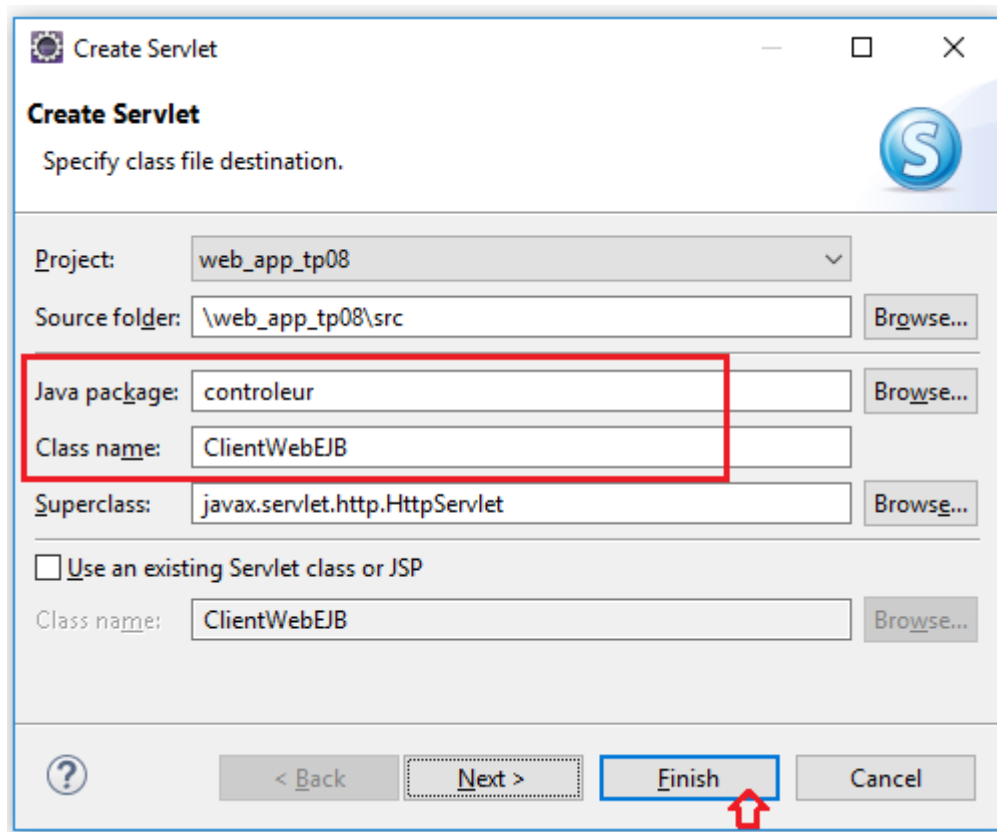 Create Servlet
Create Servlet
Specify class file destination.
S
Project: web_app_tp08
Source folder: \web_app_tp08\src Browse...
Java package: controleur Browse...
Class name: ClientWebEJB
Superclass: javax.servlet.http.HttpServlet Browse...
Use an existing Servlet class or JSP
Class name: ClientWebEJB Browse...
? < Back Next > Finish Cancel